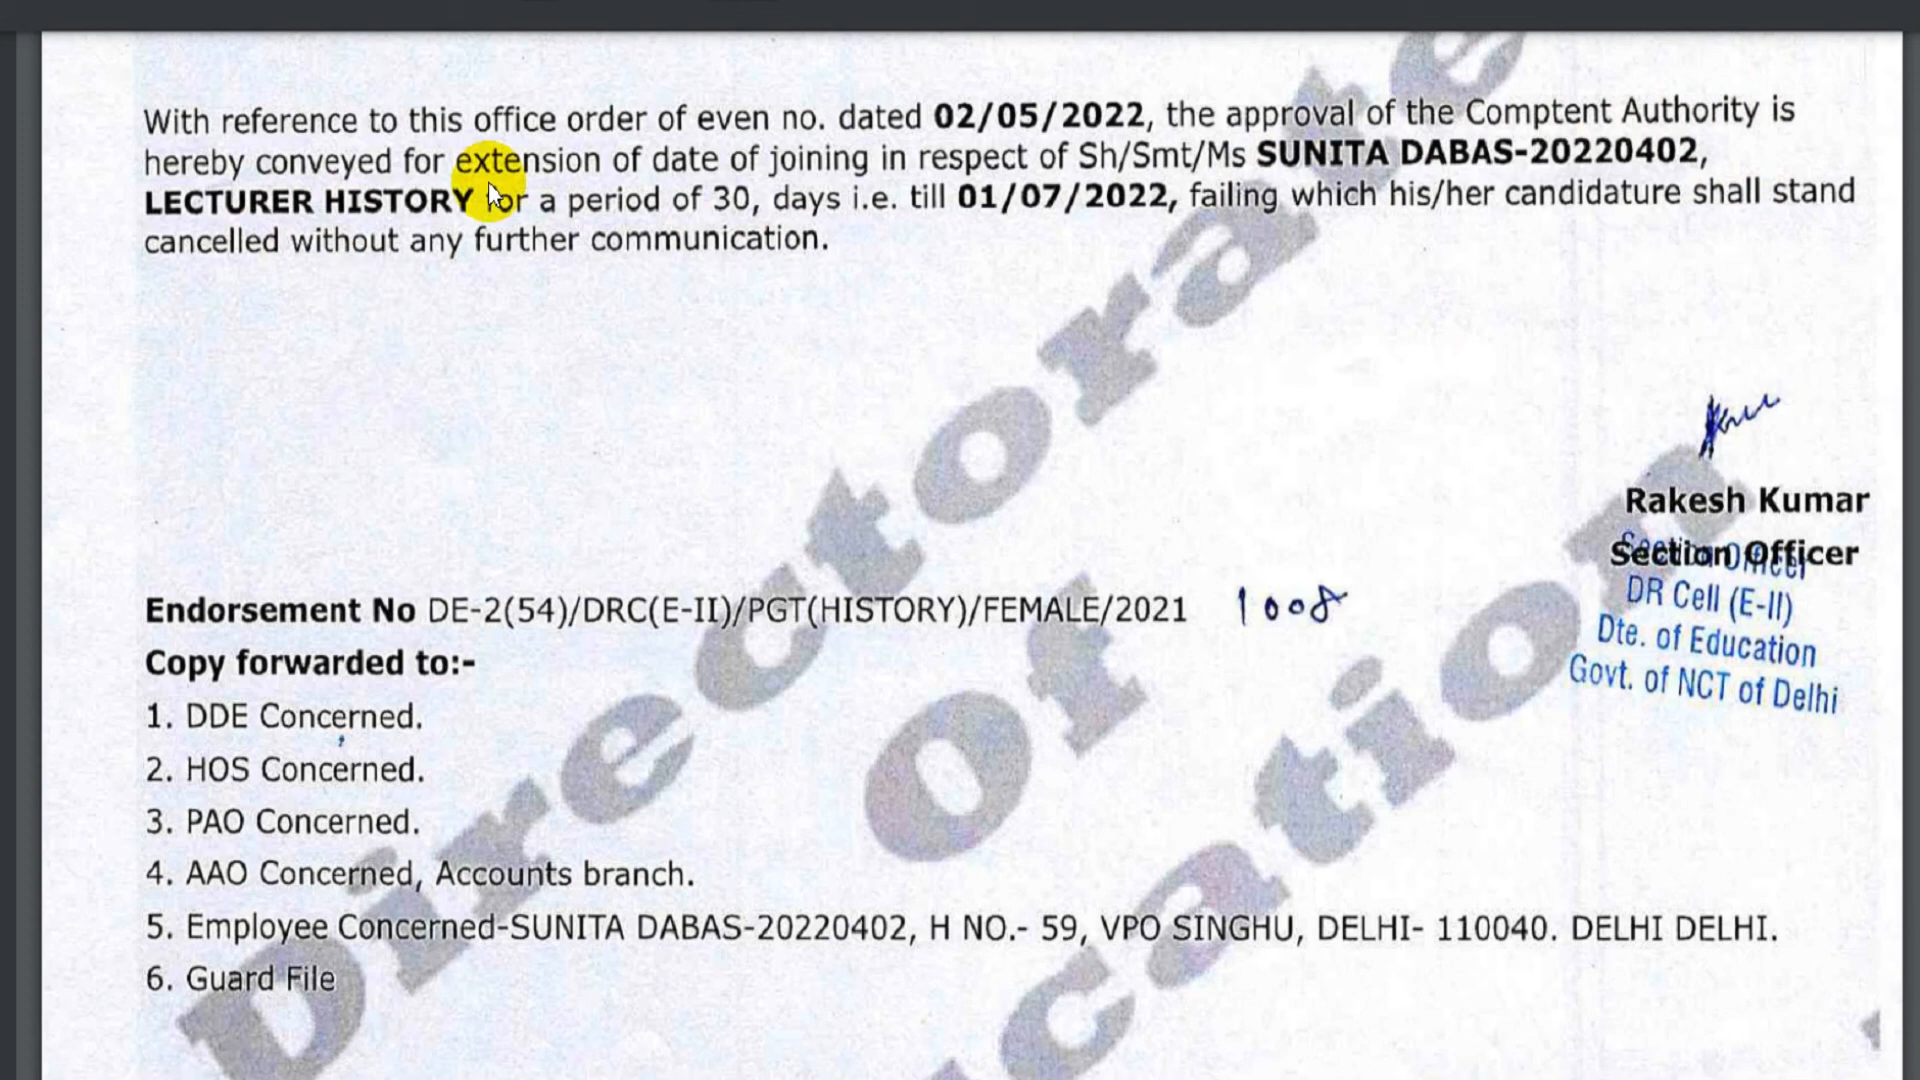 With reference to this office order of even no. dated 02/05/2022, the approval of the Comptent Authority is
hereby conveyed for extension of date of joining in respect of Sh/Smt/Ms SUNITA DABAS-20220402,
LECTURER HISTORY for a period of 30, days i.e. till 01/07/2022, failing which his/her candidature shall stand
cancelled without any further communication.
Rakesh Kumar
Section Officer
Section Officer
DR Cell (E-II)
Dte. of Education
Govt. of NCT of Delhi
Endorsement No DE-2(54)/DRC(E-II)/PGT(HISTORY)/FEMALE/2021 1008
Copy forwarded to:-
1. DDE Concerned.
2. HOS Concerned.
3. PAO Concerned.
4. AAO Concerned, Accounts branch.
5. Employee Concerned-SUNITA DABAS-20220402, H NO.- 59, VPO SINGHU, DELHI- 110040. DELHI DELHI.
6. Guard File
Directorate
Of
cation